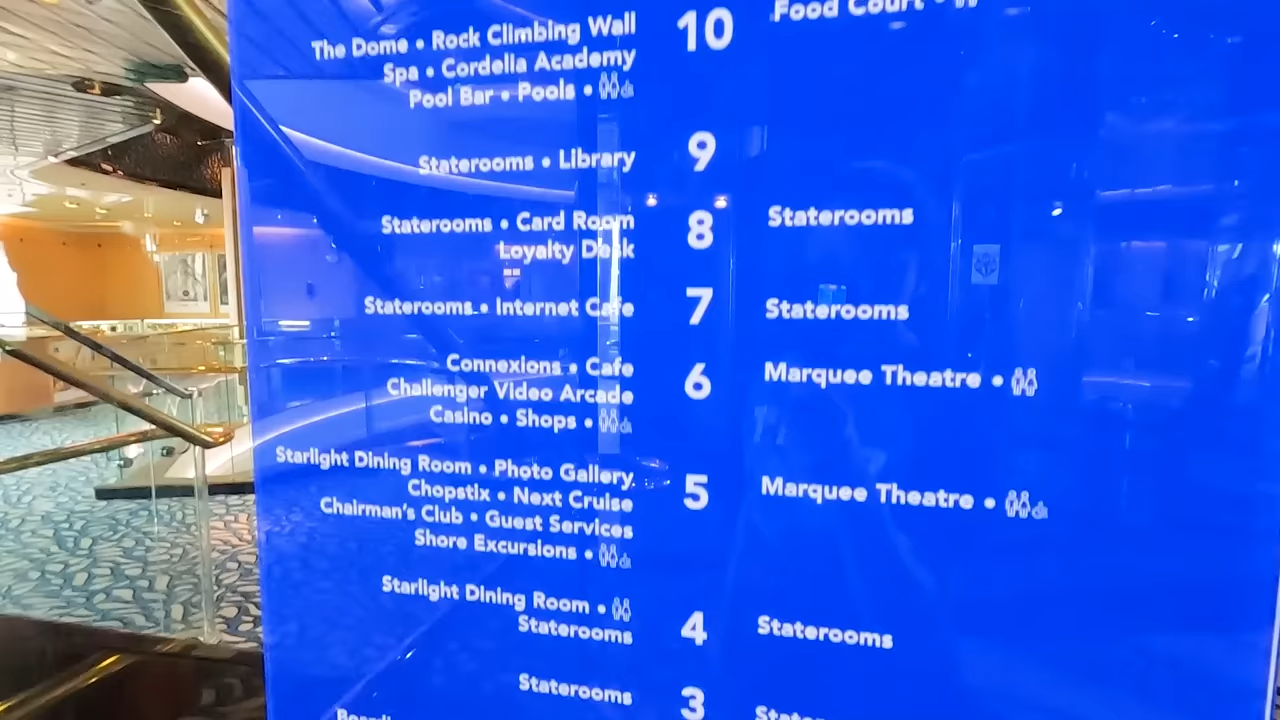 The Dome • Rock Climbing Wall 10 Food Court •
Spa • Cordelia Academy
Pool Bar • Pools •
Staterooms • Library 9
Staterooms • Card Room 8 Staterooms
Loyalty Desk
Staterooms • Internet Cafe 7 Staterooms
Connexions • Cafe 6 Marquee Theatre •
Challenger Video Arcade
Casino • Shops •
Starlight Dining Room • Photo Gallery 5 Marquee Theatre •
Chopstix • Next Cruise
Chairman's Club • Guest Services
Shore Excursions •
Starlight Dining Room • 4 Staterooms
Staterooms
Staterooms 3